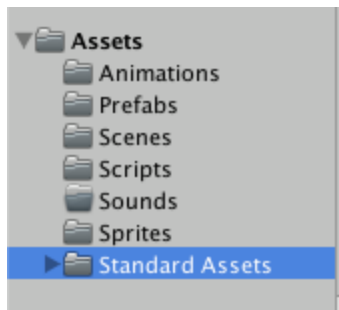 Assets
Animations
Prefabs
Scenes
Scripts
Sounds
Sprites
Standard Assets